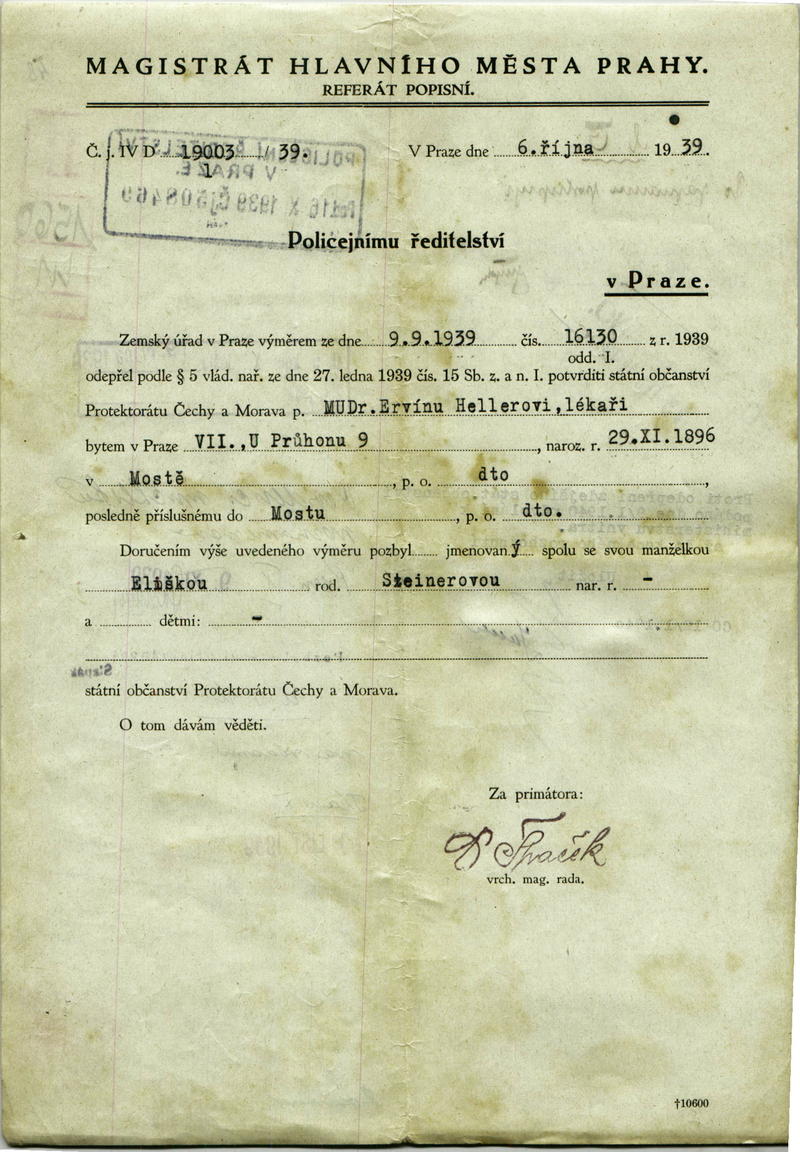 MAGISTRÁT HLAVNÍHO MĚSTA PRAHY.
REFERÁT POPISNÍ.
Č. j. IV D 19003 / 39. V Praze dne 6. října 1939.
1
Policejnímu ředitelství
v Praze.
Zemský úřad v Praze výměrem ze dne 9.9.1939 čís. 16130 z r. 1939
odd. I.
odepřel podle § 5 vlád. nař. ze dne 27. ledna 1939 čís. 15 Sb. z. a n. I. potvrditi státní občanství
Protektorátu Čechy a Morava p. MUDr.Ervínu Hellerovi,lékaři
bytem v Praze VII.,U Průhonu 9, naroz. r. 29.XI.1896
v Mostě, p. o. dto,
posledně příslušnému do Mostu, p. o. dto.
Doručením výše uvedeného výměru pozbyl jmenovaný spolu se svou manželkou
Eliškou rod. Steinerovou nar. r. -
a dětmi: -
státní občanství Protektorátu Čechy a Morava.
O tom dávám věděti.
Za primátora:
vrch. mag. rada.
†10600